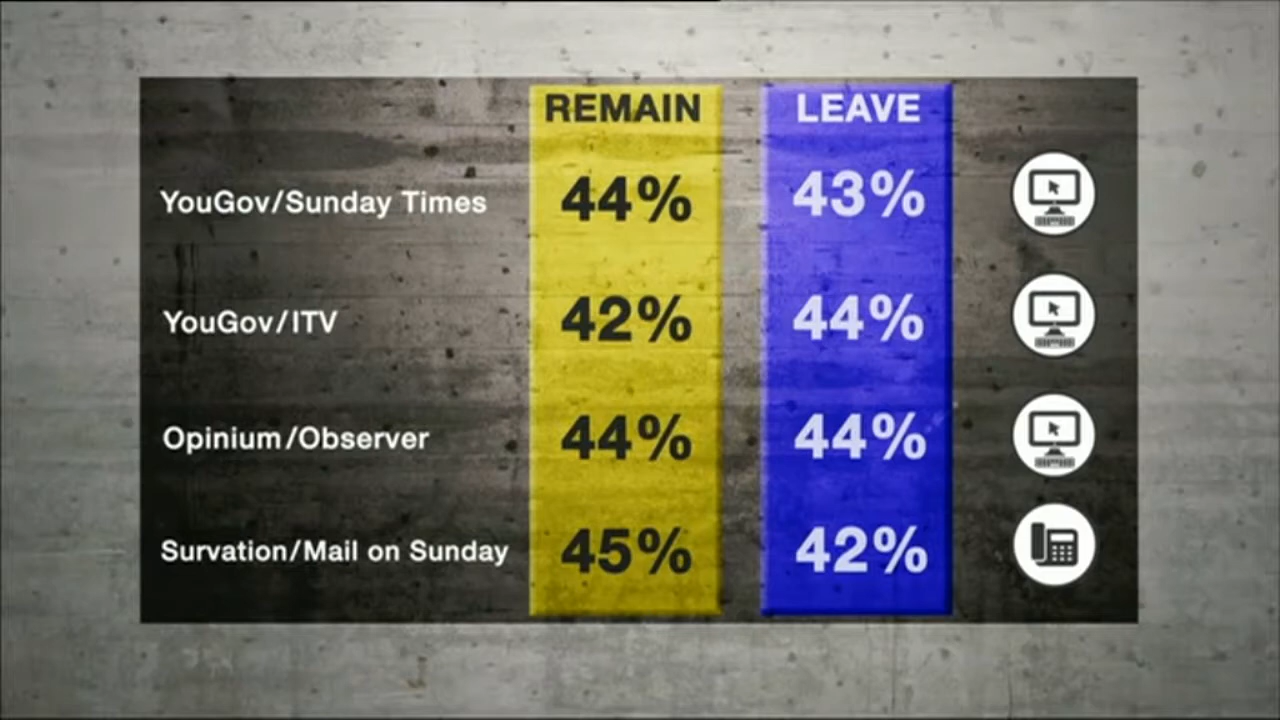 REMAIN LEAVE
YouGov/Sunday Times 44% 43%
YouGov/ITV 42% 44%
Opinium/Observer 44% 44%
Survation/Mail on Sunday 45% 42%